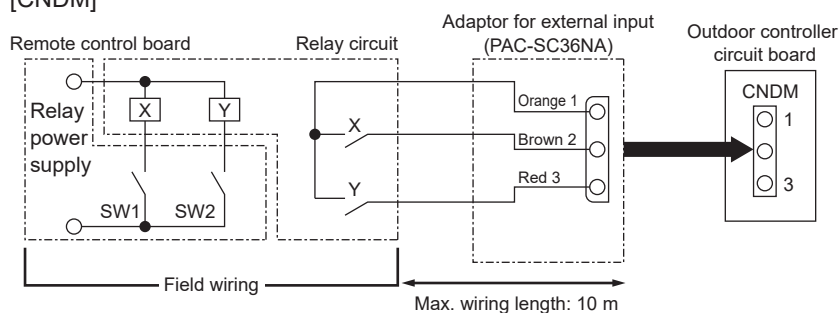 [CNDM]
Adaptor for external input
(PAC-SC36NA)
Outdoor controller
circuit board
Remote control board
Relay circuit
CNDM
Relay
power
supply
X
Y
X
Y
SW1
SW2
Orange 1
Brown 2
Red 3
1
3
Field wiring
Max. wiring length: 10 m